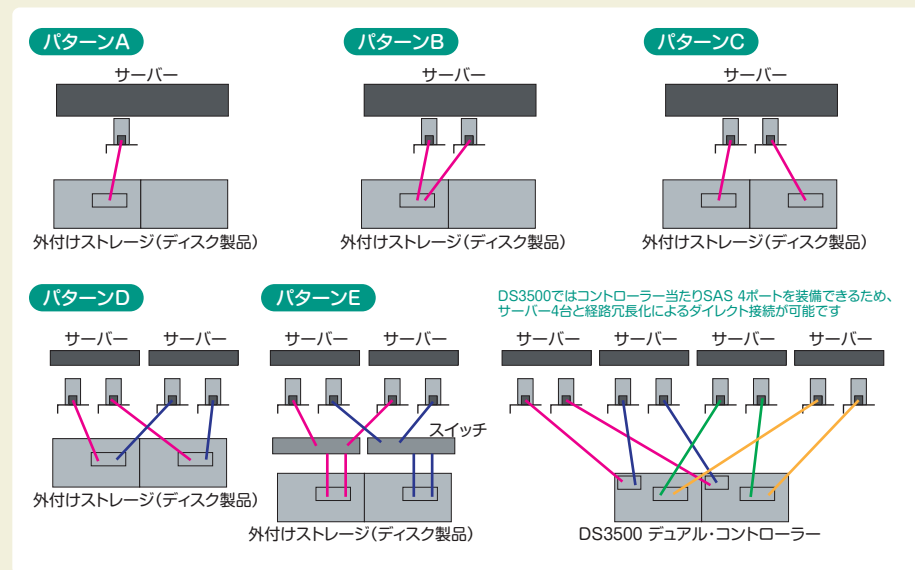 パターンA
パターンB
パターンC
サーバー
サーバー
サーバー
外付けストレージ(ディスク製品)
外付けストレージ(ディスク製品)
外付けストレージ(ディスク製品)
パターンD
パターンE
DS3500ではコントローラー当たりSAS 4ポートを装備できるため、
サーバー4台と経路冗長化によるダイレクト接続が可能です
サーバー
サーバー
サーバー
サーバー
サーバー
サーバー
サーバー
サーバー
スイッチ
外付けストレージ(ディスク製品)
外付けストレージ(ディスク製品)
DS3500 デュアル・コントローラー